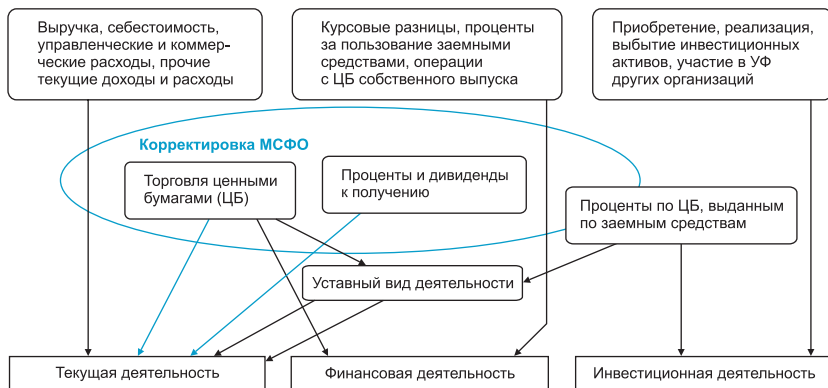 Выручка, себестоимость,
управленческие и коммер-
ческие расходы, прочие
текущие доходы и расходы
Курсовые разницы, проценты
за пользование заемными
средствами, операции
с ЦБ собственного выпуска
Приобретение, реализация,
выбытие инвестиционных
активов, участие в УФ
других организаций
Корректировка МСФО
Торговля ценными
бумагами (ЦБ)
Проценты и дивиденды
к получению
Проценты по ЦБ, выданным
по заемным средствам
Уставный вид деятельности
Текущая деятельность
Финансовая деятельность
Инвестиционная деятельность